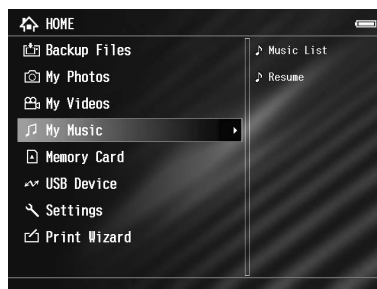 HOME
Backup Files
My Photos
My Videos
My Music
Memory Card
USB Device
Settings
Print Wizard
Music List
Resume